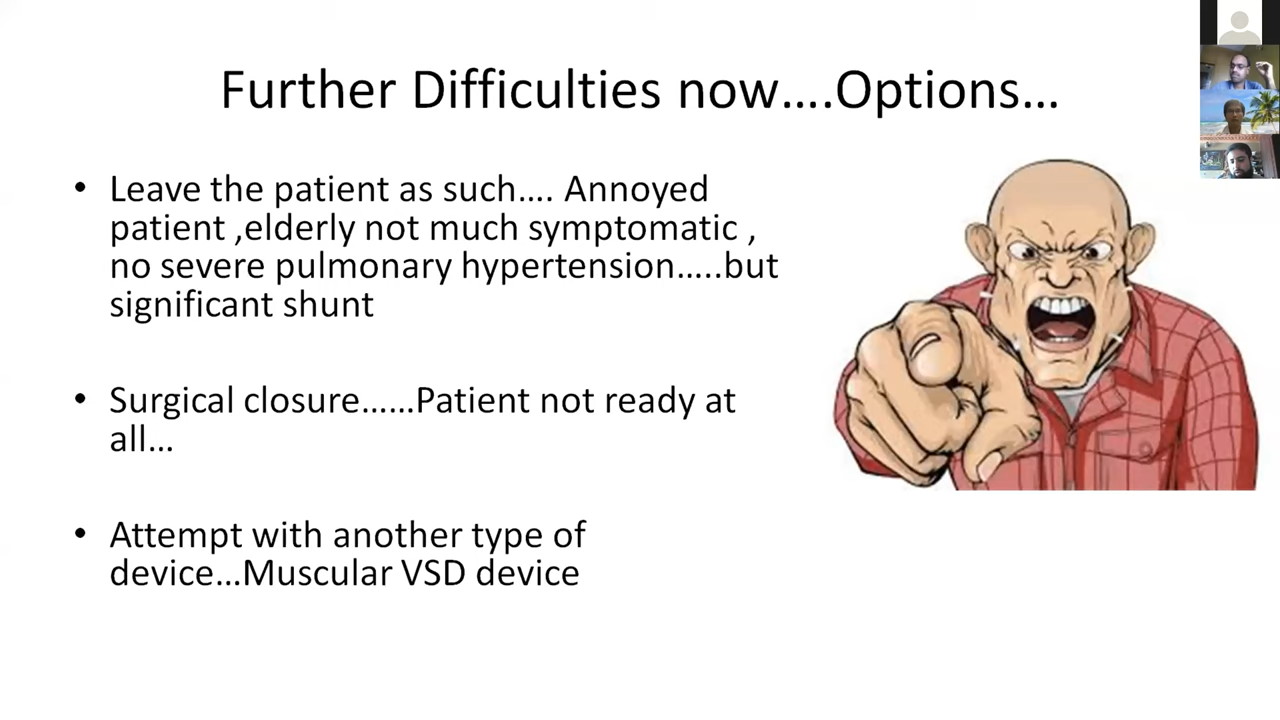 Further Difficulties now....Options...
• Leave the patient as such.... Annoyed
patient ,elderly not much symptomatic ,
no severe pulmonary hypertension.....but
significant shunt
• Surgical closure......Patient not ready at
all...
• Attempt with another type of
device...Muscular VSD device